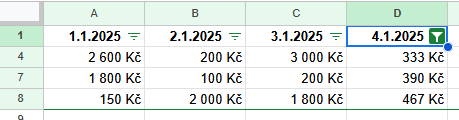 A B C D
1 1.1.2025 2.1.2025 3.1.2025 4.1.2025
4 2 600 Kč 200 Kč 3 000 Kč 333 Kč
7 1 800 Kč 100 Kč 200 Kč 390 Kč
8 150 Kč 2 000 Kč 1 800 Kč 467 Kč